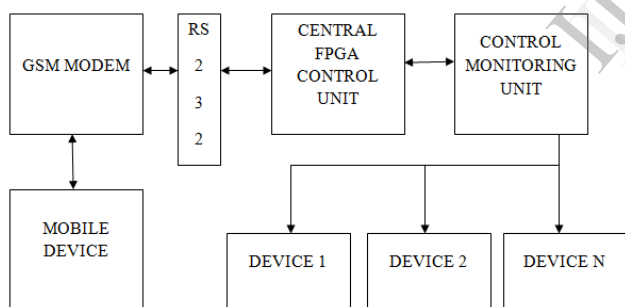 GSM MODEM
RS
2
3
2
CENTRAL
FPGA
CONTROL
UNIT
CONTROL
MONITORING
UNIT
MOBILE
DEVICE
DEVICE 1
DEVICE 2
DEVICE N